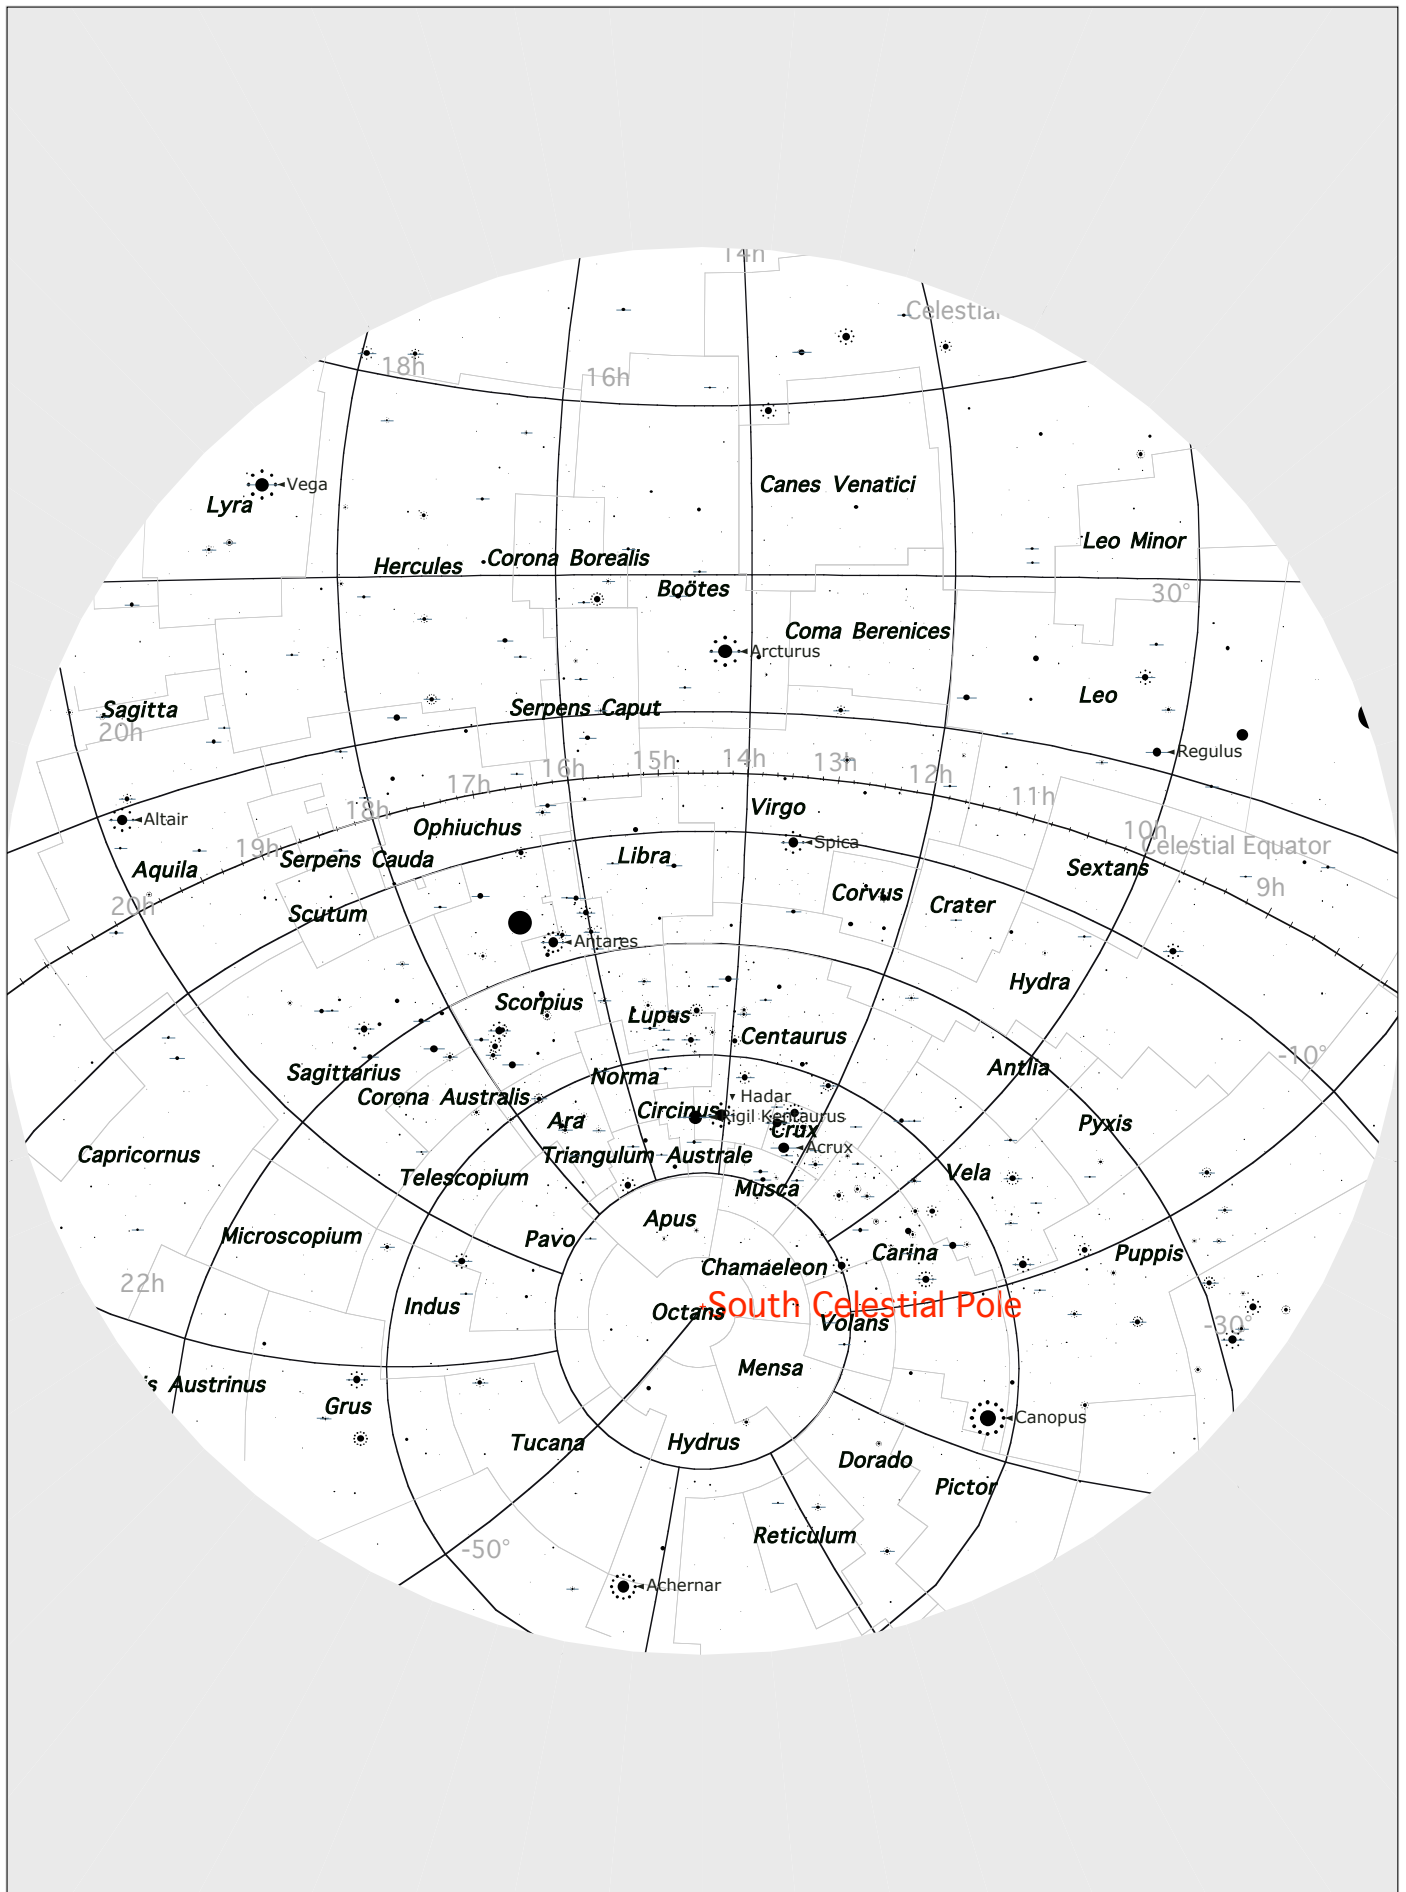 14h
Celestial
18h
16h
Vega
Lyra
Canes Venatici
Leo Minor
Hercules
Corona Borealis
Boötes
30°
Coma Berenices
Arcturus
Leo
Sagitta
Serpens Caput
20h
Regulus
15h
14h
13h
16h
12h
17h
11h
18h
Virgo
Altair
Ophiuchus
10h
Spica
Celestial Equator
19h
Serpens Cauda
Libra
Aquila
Sextans
9h
Corvus
Crater
20h
Scutum
Antares
Hydra
Scorpius
Lupus
Centaurus
-10°
Sagittarius
Norma
Antlia
Corona Australis
Hadar
Circinus
Rigil Kentaurus
Ara
Crux
Pyxis
Capricornus
Triangulum Australe
Acrux
Telescopium
Vela
Musca
Apus
Microscopium
Pavo
Carina
Puppis
Chamaeleon
22h
Indus
Octans
South Celestial Pole
Volans
-30°
Mensa
s Austrinus
Grus
Canopus
Tucana
Hydrus
Dorado
Pictor
Reticulum
-50°
Achernar